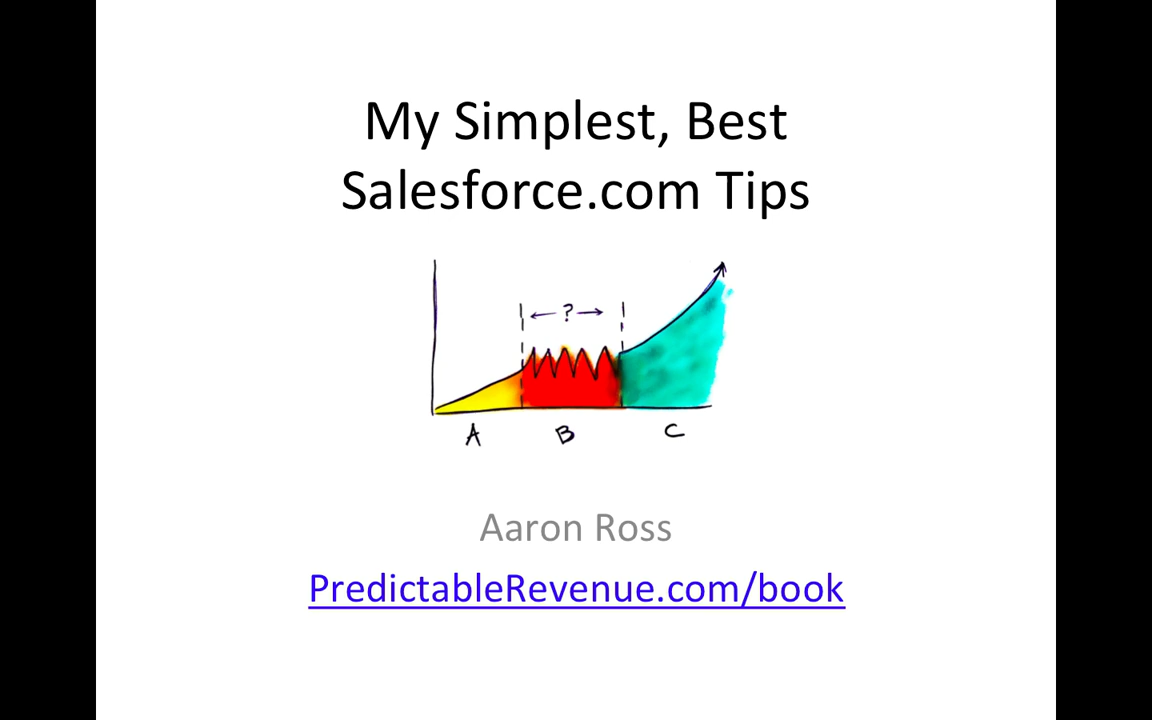 My Simplest, Best
Salesforce.com Tips
?
A B C
Aaron Ross
PredictableRevenue.com/book